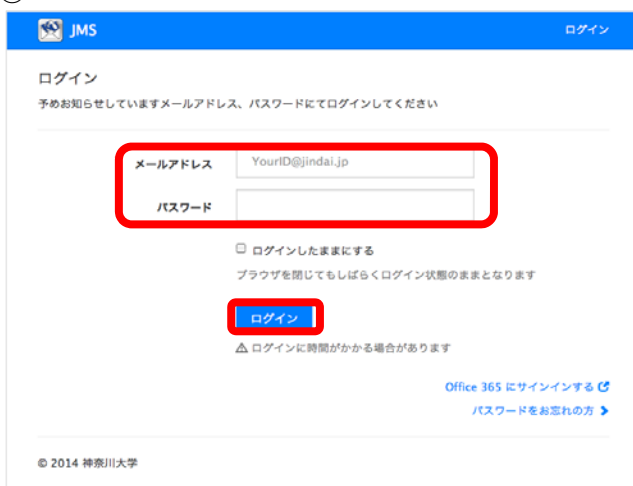 JMS ログイン
ログイン
予めお知らせしていますメールアドレス、パスワードにてログインしてください
メールアドレス YourID@jindai.jp
パスワード
ログインしたままにする
ブラウザを閉じてもしばらくログイン状態のままとなります
ログイン
ログインに時間がかかる場合があります
Office 365 にサインインする
パスワードをお忘れの方
© 2014 神奈川大学